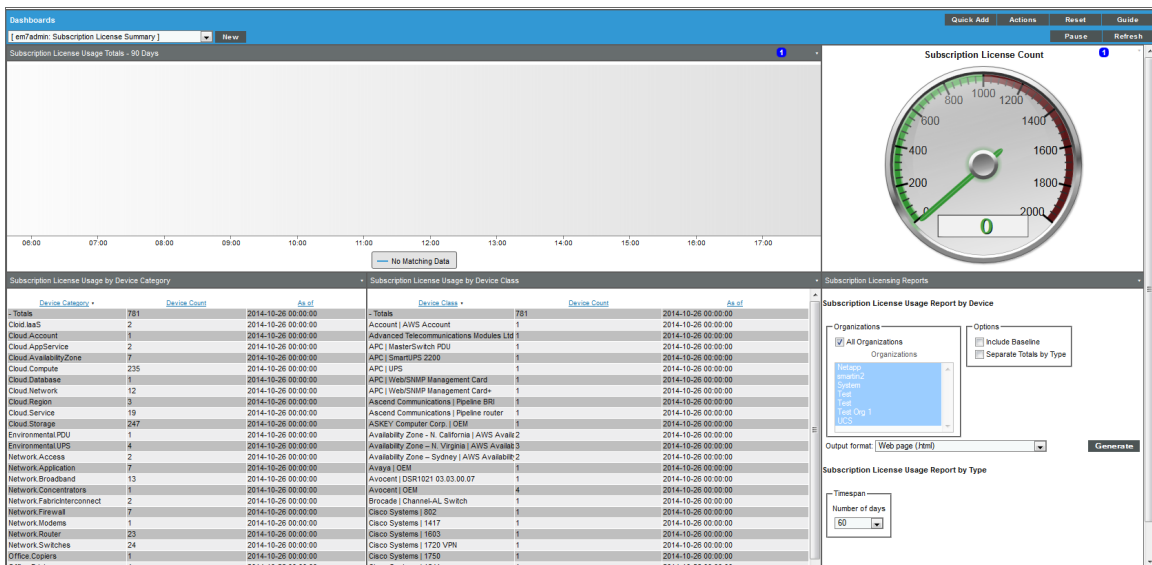 Dashboards
Quick Add Actions Reset Guide
[ em7admin: Subscription License Summary ] New
Pause Refresh
Subscription License Usage Totals - 90 Days
1
06:00 07:00 08:00 09:00 10:00 11:00 12:00 13:00 14:00 15:00 16:00 17:00
No Matching Data
Subscription License Count
1
0 200 400 600 800 1000 1200 1400 1600 1800 2000
0
Subscription License Usage by Device Category
Device Category Device Count As of
- Totals 781 2014-10-26 00:00:00
Cloid.IaaS 2 2014-10-26 00:00:00
Cloud.Account 1 2014-10-26 00:00:00
Cloud.AppService 2 2014-10-26 00:00:00
Cloud.AvailabilityZone 7 2014-10-26 00:00:00
Cloud.Compute 235 2014-10-26 00:00:00
Cloud.Database 1 2014-10-26 00:00:00
Cloud.Network 12 2014-10-26 00:00:00
Cloud.Region 3 2014-10-26 00:00:00
Cloud.Service 19 2014-10-26 00:00:00
Cloud.Storage 247 2014-10-26 00:00:00
Environmental.PDU 1 2014-10-26 00:00:00
Environmental.UPS 4 2014-10-26 00:00:00
Network.Access 2 2014-10-26 00:00:00
Network.Application 7 2014-10-26 00:00:00
Network.Broadband 13 2014-10-26 00:00:00
Network.Concentrators 1 2014-10-26 00:00:00
Network.FabricInterconnect 2 2014-10-26 00:00:00
Network.Firewall 7 2014-10-26 00:00:00
Network.Modems 1 2014-10-26 00:00:00
Network.Router 23 2014-10-26 00:00:00
Network.Switches 24 2014-10-26 00:00:00
Office.Copiers 1 2014-10-26 00:00:00
Subscription License Usage by Device Class
Device Class Device Count As of
- Totals 781 2014-10-26 00:00:00
Account | AWS Account 1 2014-10-26 00:00:00
Advanced Telecommunications Modules Ltd 1 2014-10-26 00:00:00
APC | MasterSwitch PDU 1 2014-10-26 00:00:00
APC | SmartUPS 2200 1 2014-10-26 00:00:00
APC | UPS 1 2014-10-26 00:00:00
APC | Web/SNMP Management Card 1 2014-10-26 00:00:00
APC | Web/SNMP Management Card+ 1 2014-10-26 00:00:00
Ascend Communications | Pipeline BRI 1 2014-10-26 00:00:00
Ascend Communications | Pipeline router 1 2014-10-26 00:00:00
ASKEY Computer Corp. | OEM 1 2014-10-26 00:00:00
Availability Zone - N. California | AWS Availa 2 2014-10-26 00:00:00
Availability Zone – N. Virginia | AWS Availab 3 2014-10-26 00:00:00
Availability Zone – Sydney | AWS Availabilit 2 2014-10-26 00:00:00
Avaya | OEM 1 2014-10-26 00:00:00
Avocent | DSR1021 03.03.00.07 1 2014-10-26 00:00:00
Avocent | OEM 4 2014-10-26 00:00:00
Brocade | Channel-AL Switch 1 2014-10-26 00:00:00
Cisco Systems | 802 1 2014-10-26 00:00:00
Cisco Systems | 1417 1 2014-10-26 00:00:00
Cisco Systems | 1603 1 2014-10-26 00:00:00
Cisco Systems | 1720 VPN 1 2014-10-26 00:00:00
Cisco Systems | 1750 1 2014-10-26 00:00:00
Subscription Licensing Reports
Subscription License Usage Report by Device
Organizations
All Organizations
Organizations
Netapp
smartin2
System
Test
Test
Test Org 1
UCS
Options
Include Baseline
Separate Totals by Type
Output format: Web page (.html) Generate
Subscription License Usage Report by Type
Timespan
Number of days
60